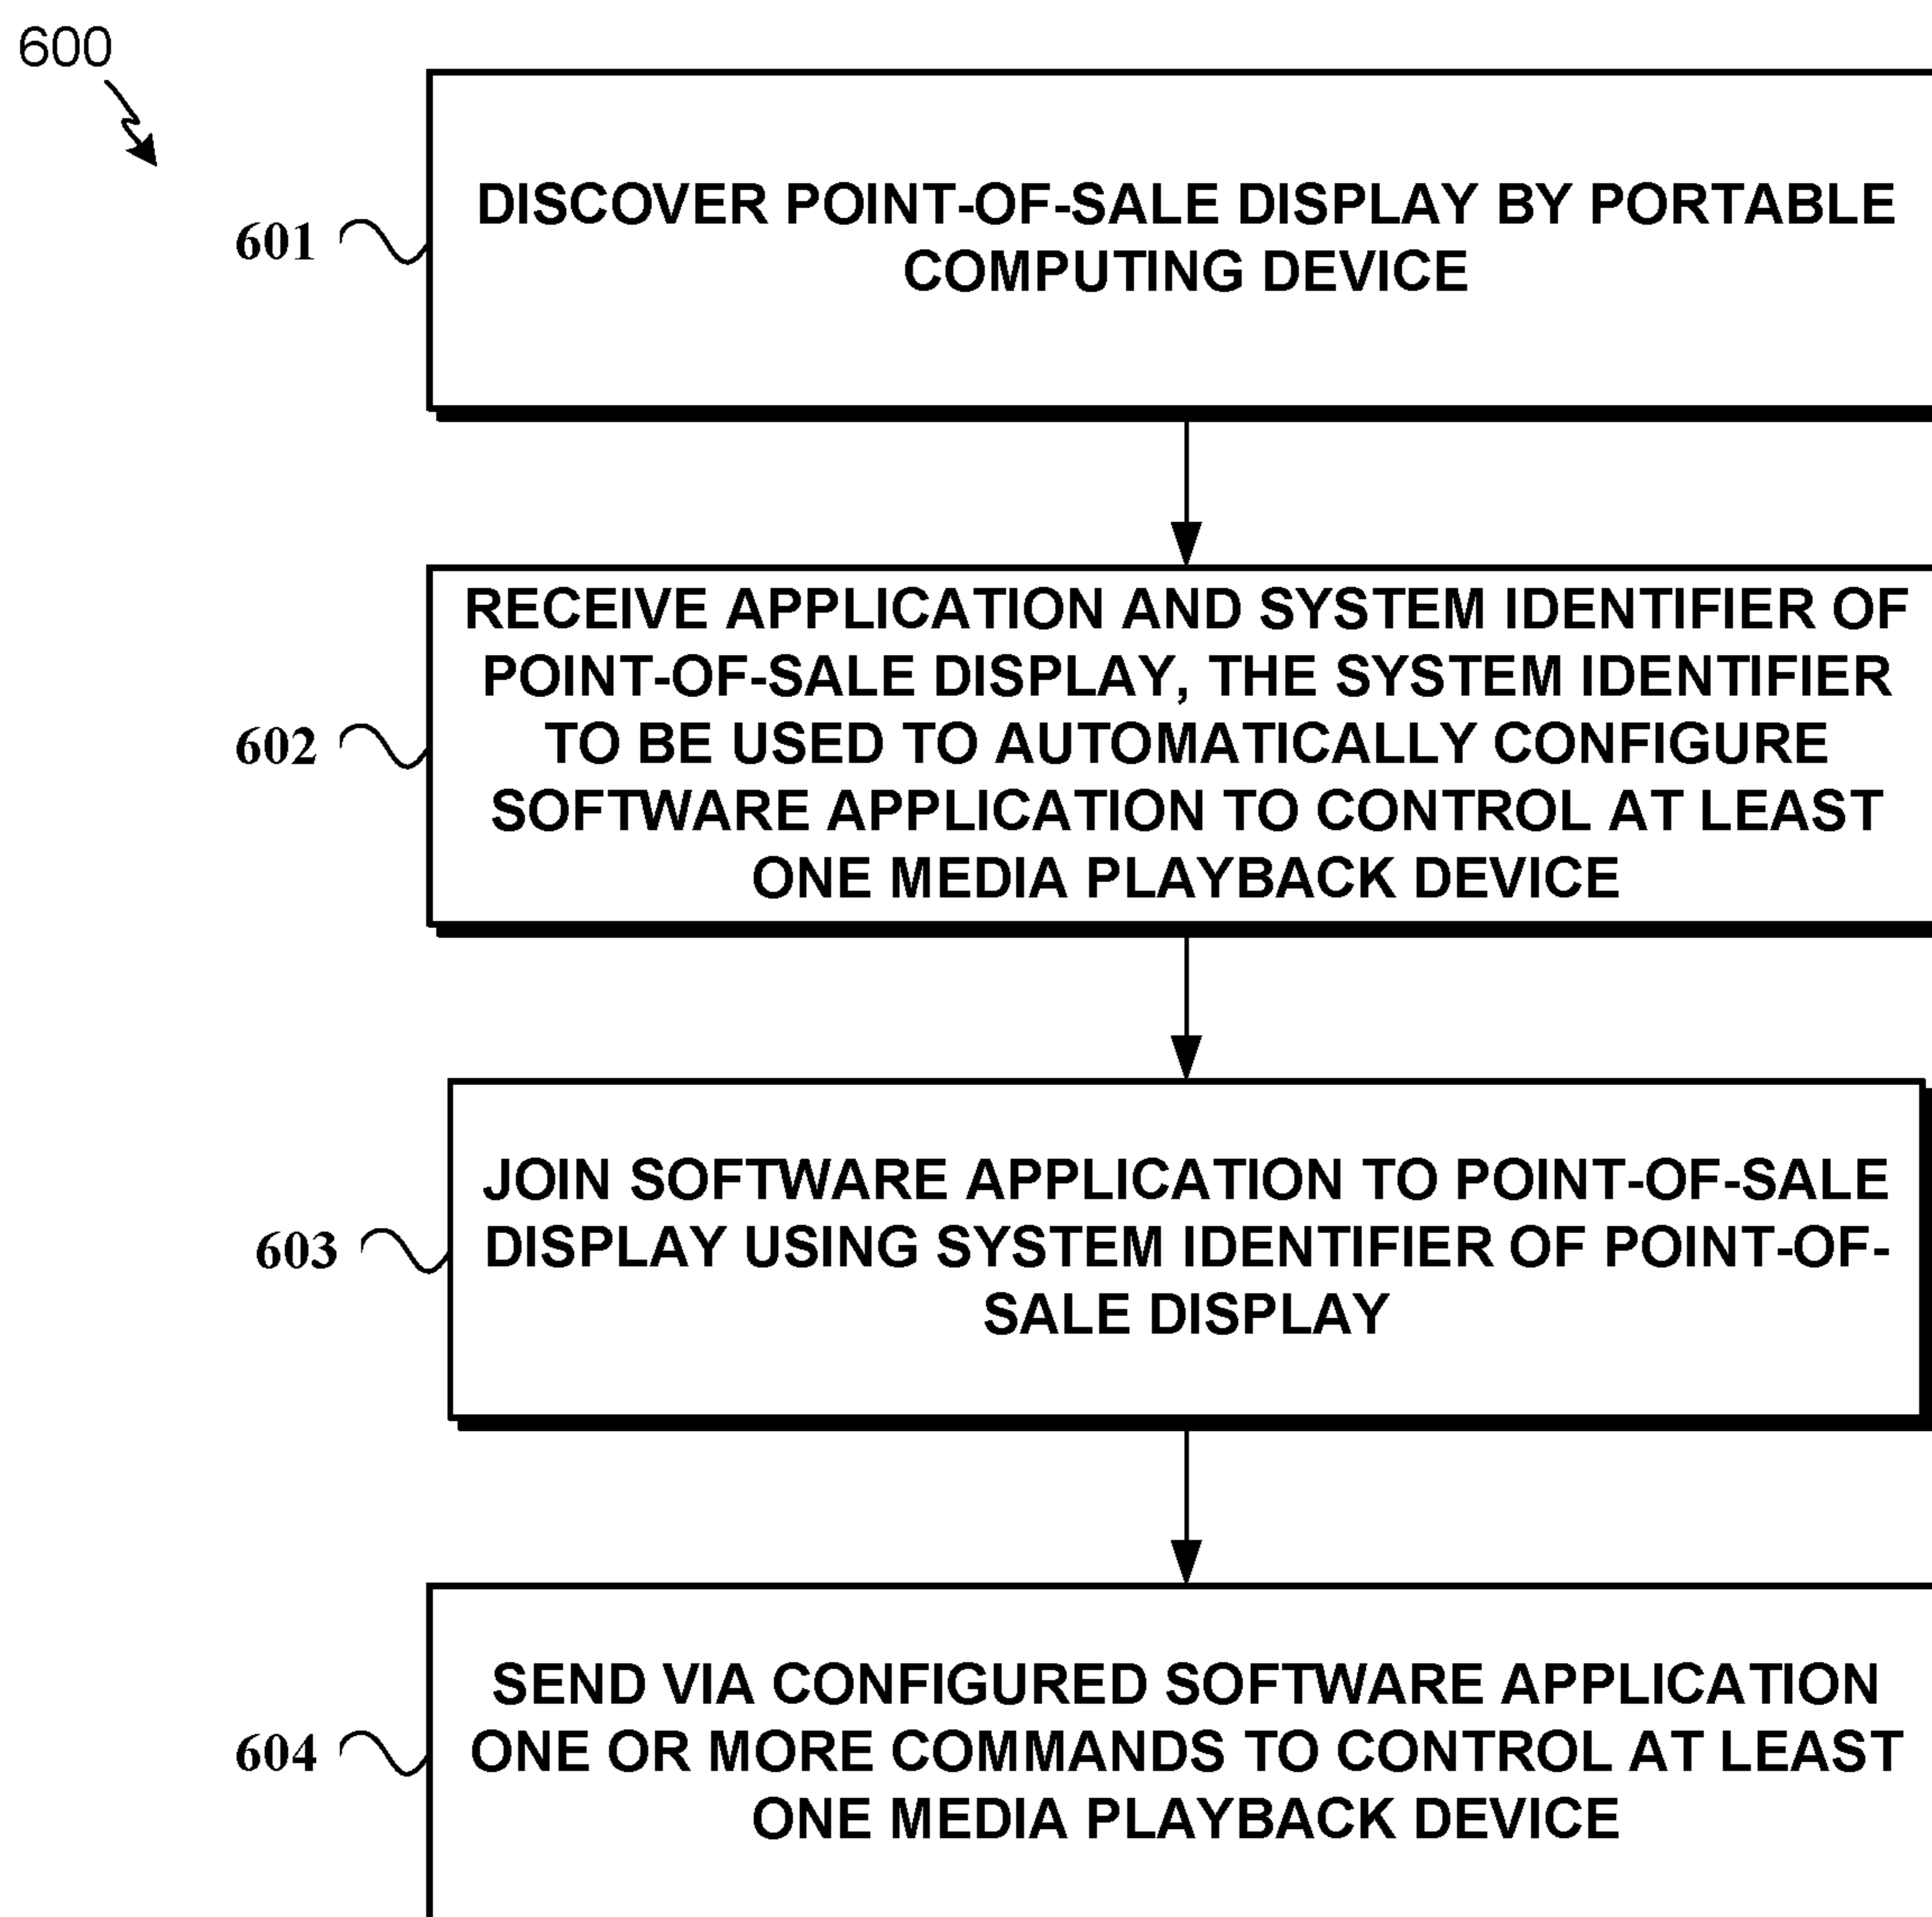 600
601
DISCOVER POINT-OF-SALE DISPLAY BY PORTABLE
COMPUTING DEVICE
602
RECEIVE APPLICATION AND SYSTEM IDENTIFIER OF
POINT-OF-SALE DISPLAY, THE SYSTEM IDENTIFIER
TO BE USED TO AUTOMATICALLY CONFIGURE
SOFTWARE APPLICATION TO CONTROL AT LEAST
ONE MEDIA PLAYBACK DEVICE
603
JOIN SOFTWARE APPLICATION TO POINT-OF-SALE
DISPLAY USING SYSTEM IDENTIFIER OF POINT-OF-
SALE DISPLAY
604
SEND VIA CONFIGURED SOFTWARE APPLICATION
ONE OR MORE COMMANDS TO CONTROL AT LEAST
ONE MEDIA PLAYBACK DEVICE